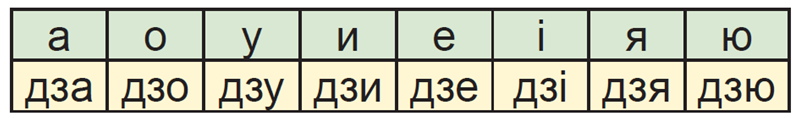 а о у и е і я ю
дза дзо дзу дзи дзе дзі дзя дзю